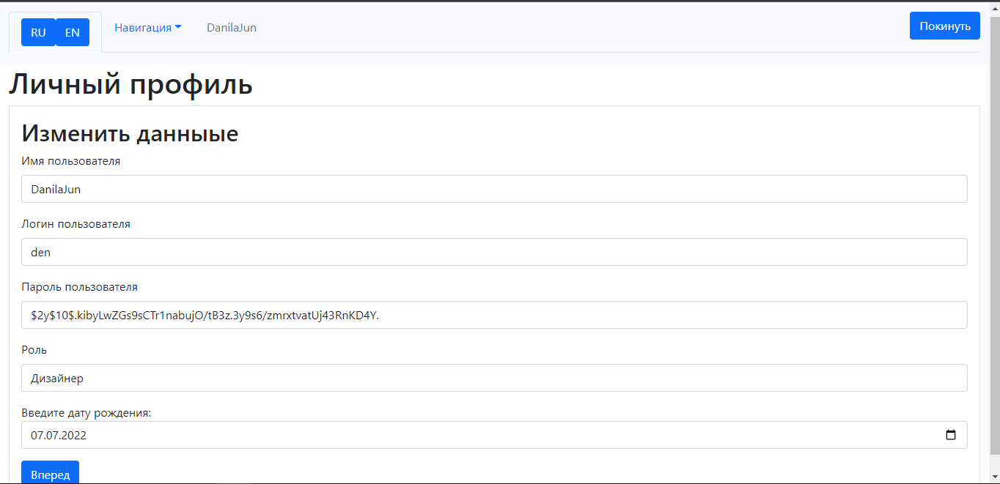 RU EN Навигация DanilaJun Покинуть
Личный профиль
Изменить данныые
Имя пользователя
DanilaJun
Логин пользователя
den
Пароль пользователя
$2y$10$.kibyLwZGs9sCTr1nabujO/tB3z.3y9s6/zmrxtvatUj43RnKD4Y.
Роль
Дизайнер
Введите дату рождения:
07.07.2022
Вперед